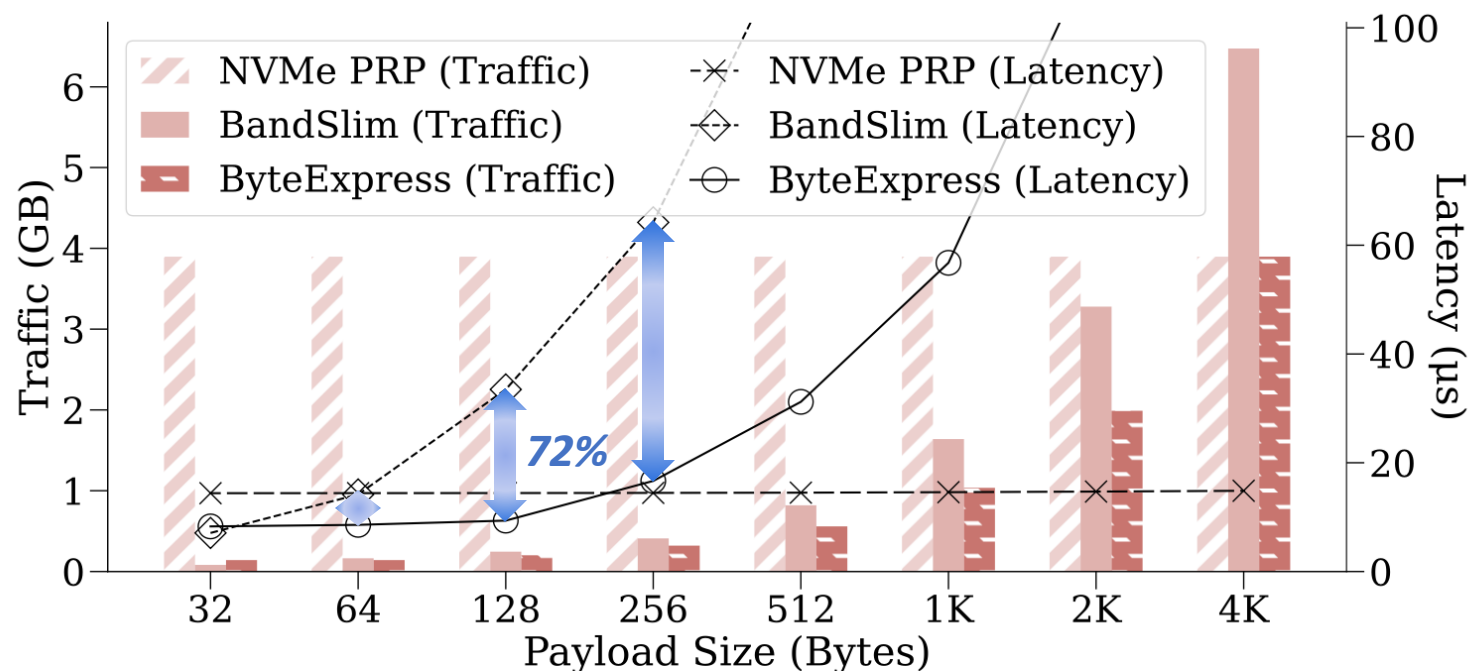 NVMe PRP (Traffic)
BandSlim (Traffic)
ByteExpress (Traffic)
NVMe PRP (Latency)
BandSlim (Latency)
ByteExpress (Latency)
Traffic (GB)
6
5
4
3
2
1
0
72%
100
80
60
40
20
0
Latency (μs)
32 64 128 256 512 1K 2K 4K
Payload Size (Bytes)